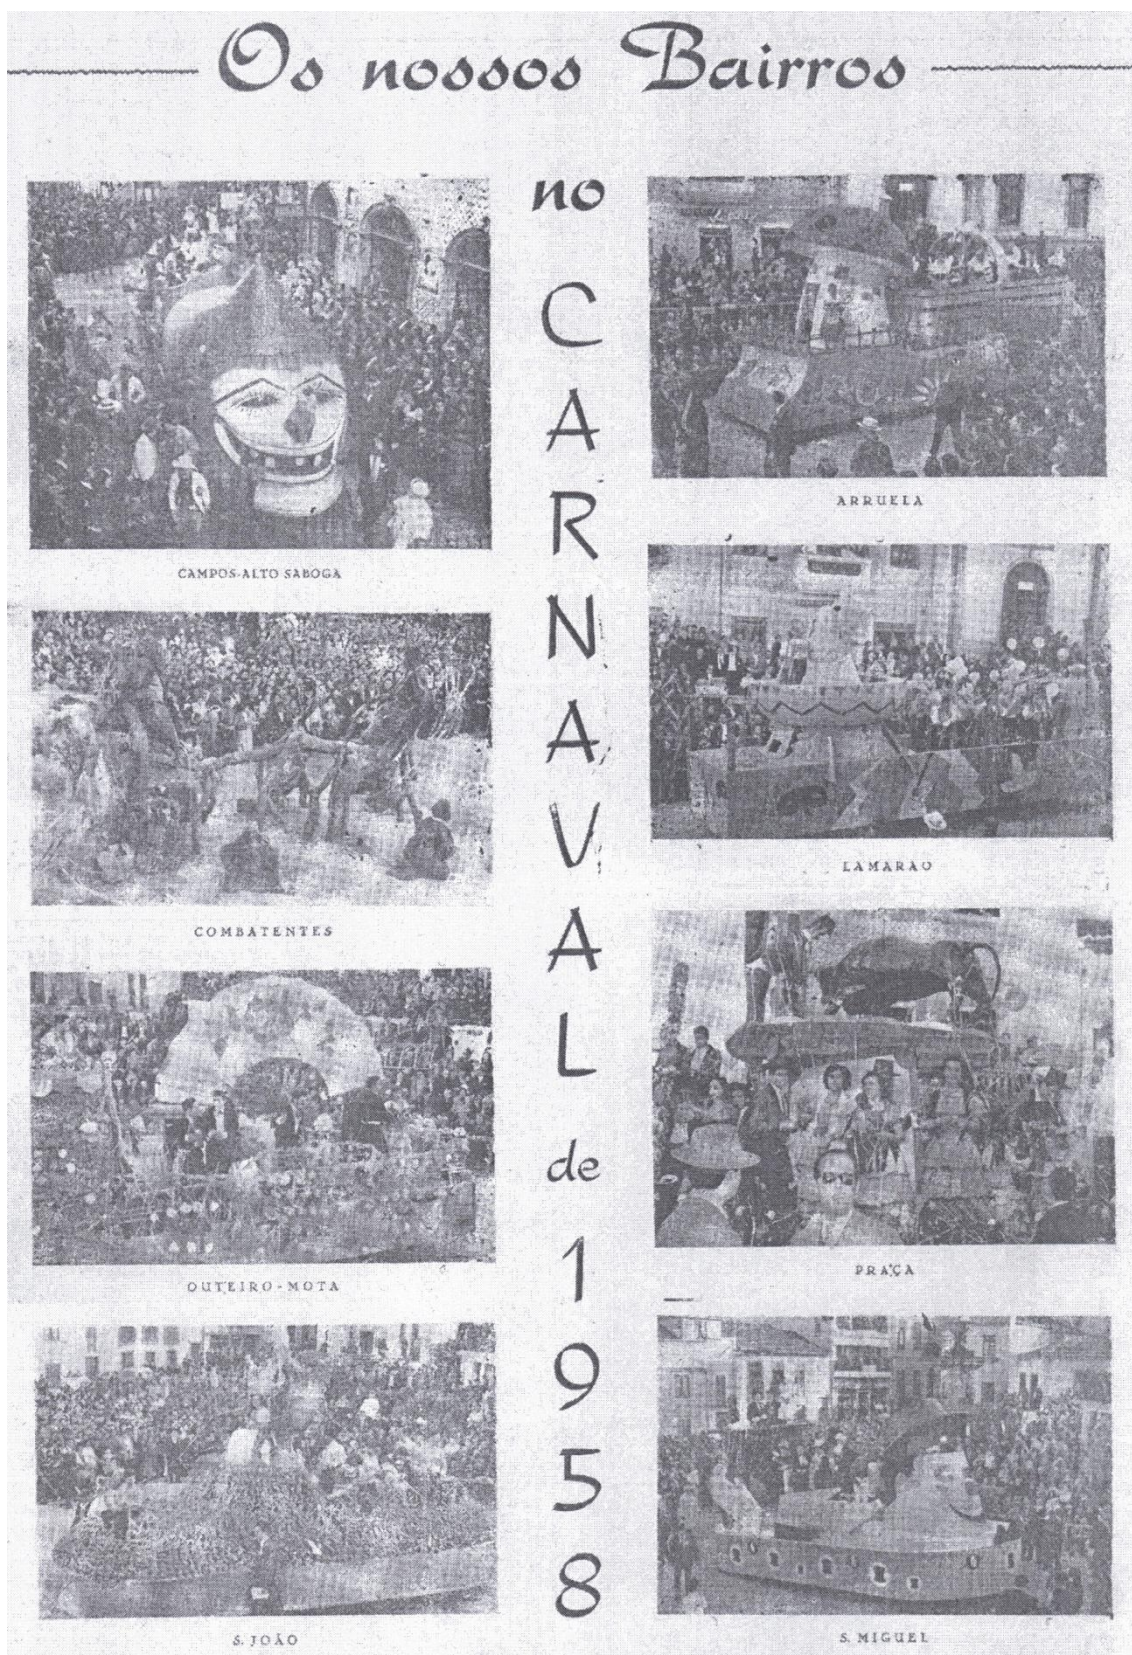 Os nossos Bairros
no
CARNAVAL
de
1958
CAMPOS-ALTO SABOGA
COMBATENTES
OUTEIRO-MOTA
S. JOÃO
ARRUELA
LAMARÃO
PRAÇA
S. MIGUEL